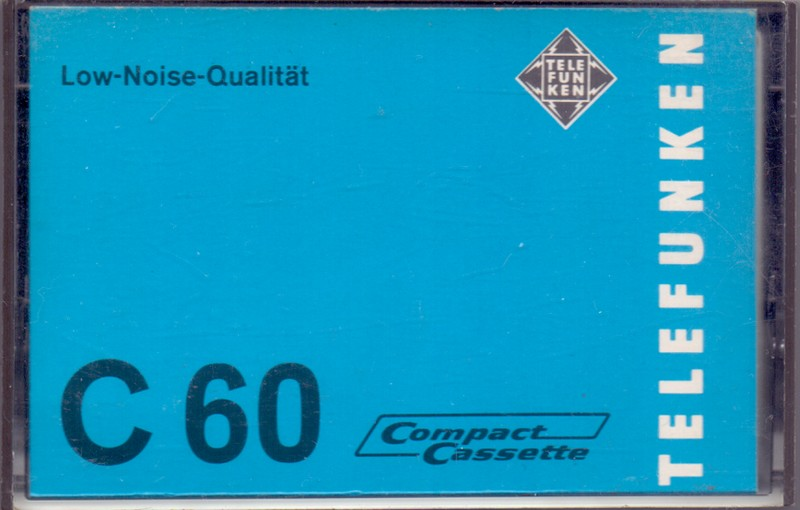 Low-Noise-Qualität
TELE
FUN
KEN
TELEFUNKEN
C 60
Compact
Cassette